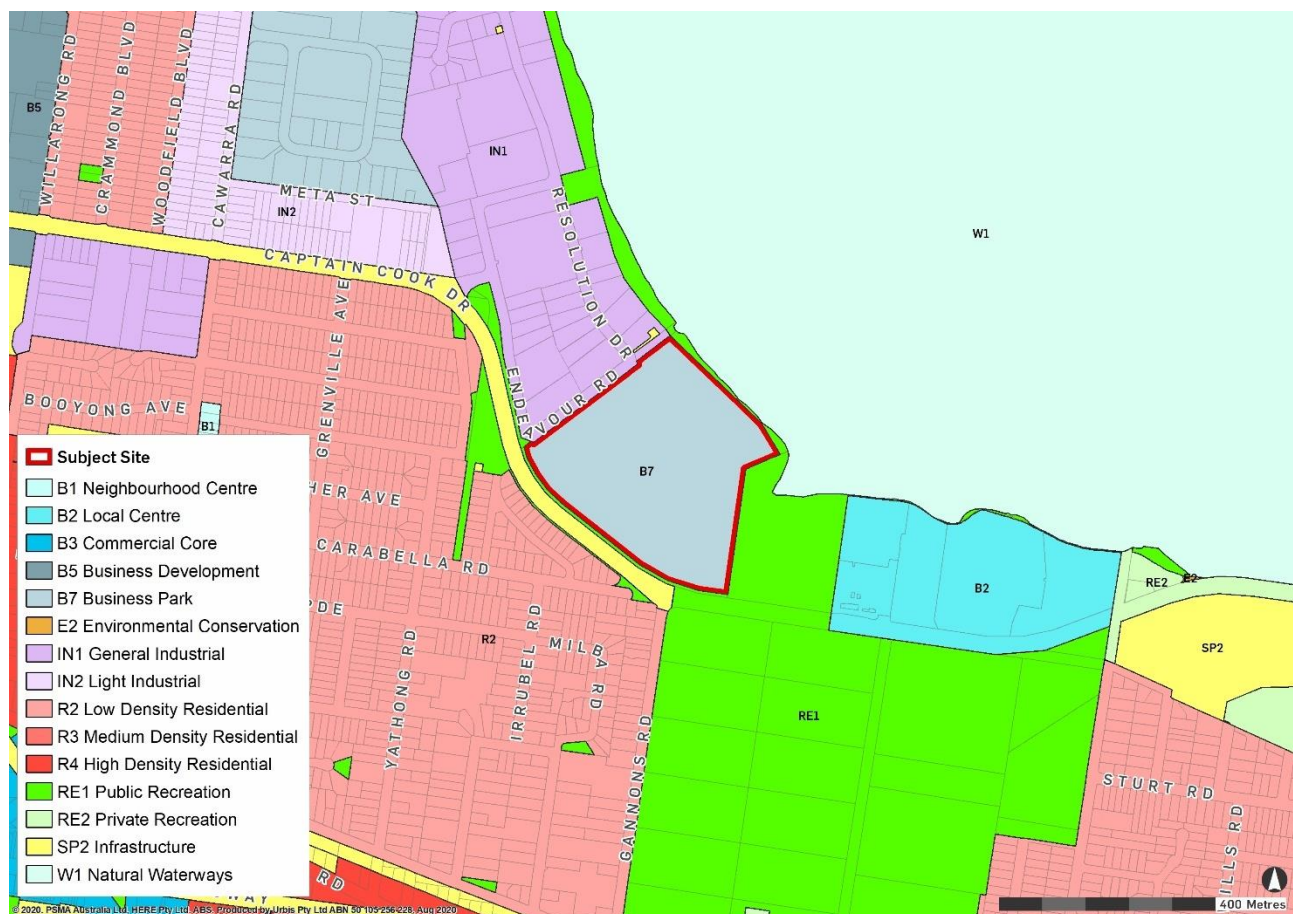 B5
WILLARONG RD
CRAMMOND BLVD
WOODFIELD BLVD
CAWARRA RD
META ST
IN2
IN1
RESOLUTION DR
W1
CAPTAIN COOK DR
GRENVILLE AVE
ENDEAVOUR RD
BOOYONG AVE
B1
B7
HER AVE
CARABELLA RD
PDE
R2
YATHONG RD
IRRUBEL RD
MILBA RD
GANNONS RD
RE1
B2
RE2
E2
SP2
STURT RD
ILLS RD
WAY
RD
Subject Site
B1 Neighbourhood Centre
B2 Local Centre
B3 Commercial Core
B5 Business Development
B7 Business Park
E2 Environmental Conservation
IN1 General Industrial
IN2 Light Industrial
R2 Low Density Residential
R3 Medium Density Residential
R4 High Density Residential
RE1 Public Recreation
RE2 Private Recreation
SP2 Infrastructure
W1 Natural Waterways
© 2020. PSMA Australia Ltd, HERE Pty Ltd, ABS. Produced by Urbis Pty Ltd ABN 50 105 256 228, Aug 2020
400 Metres